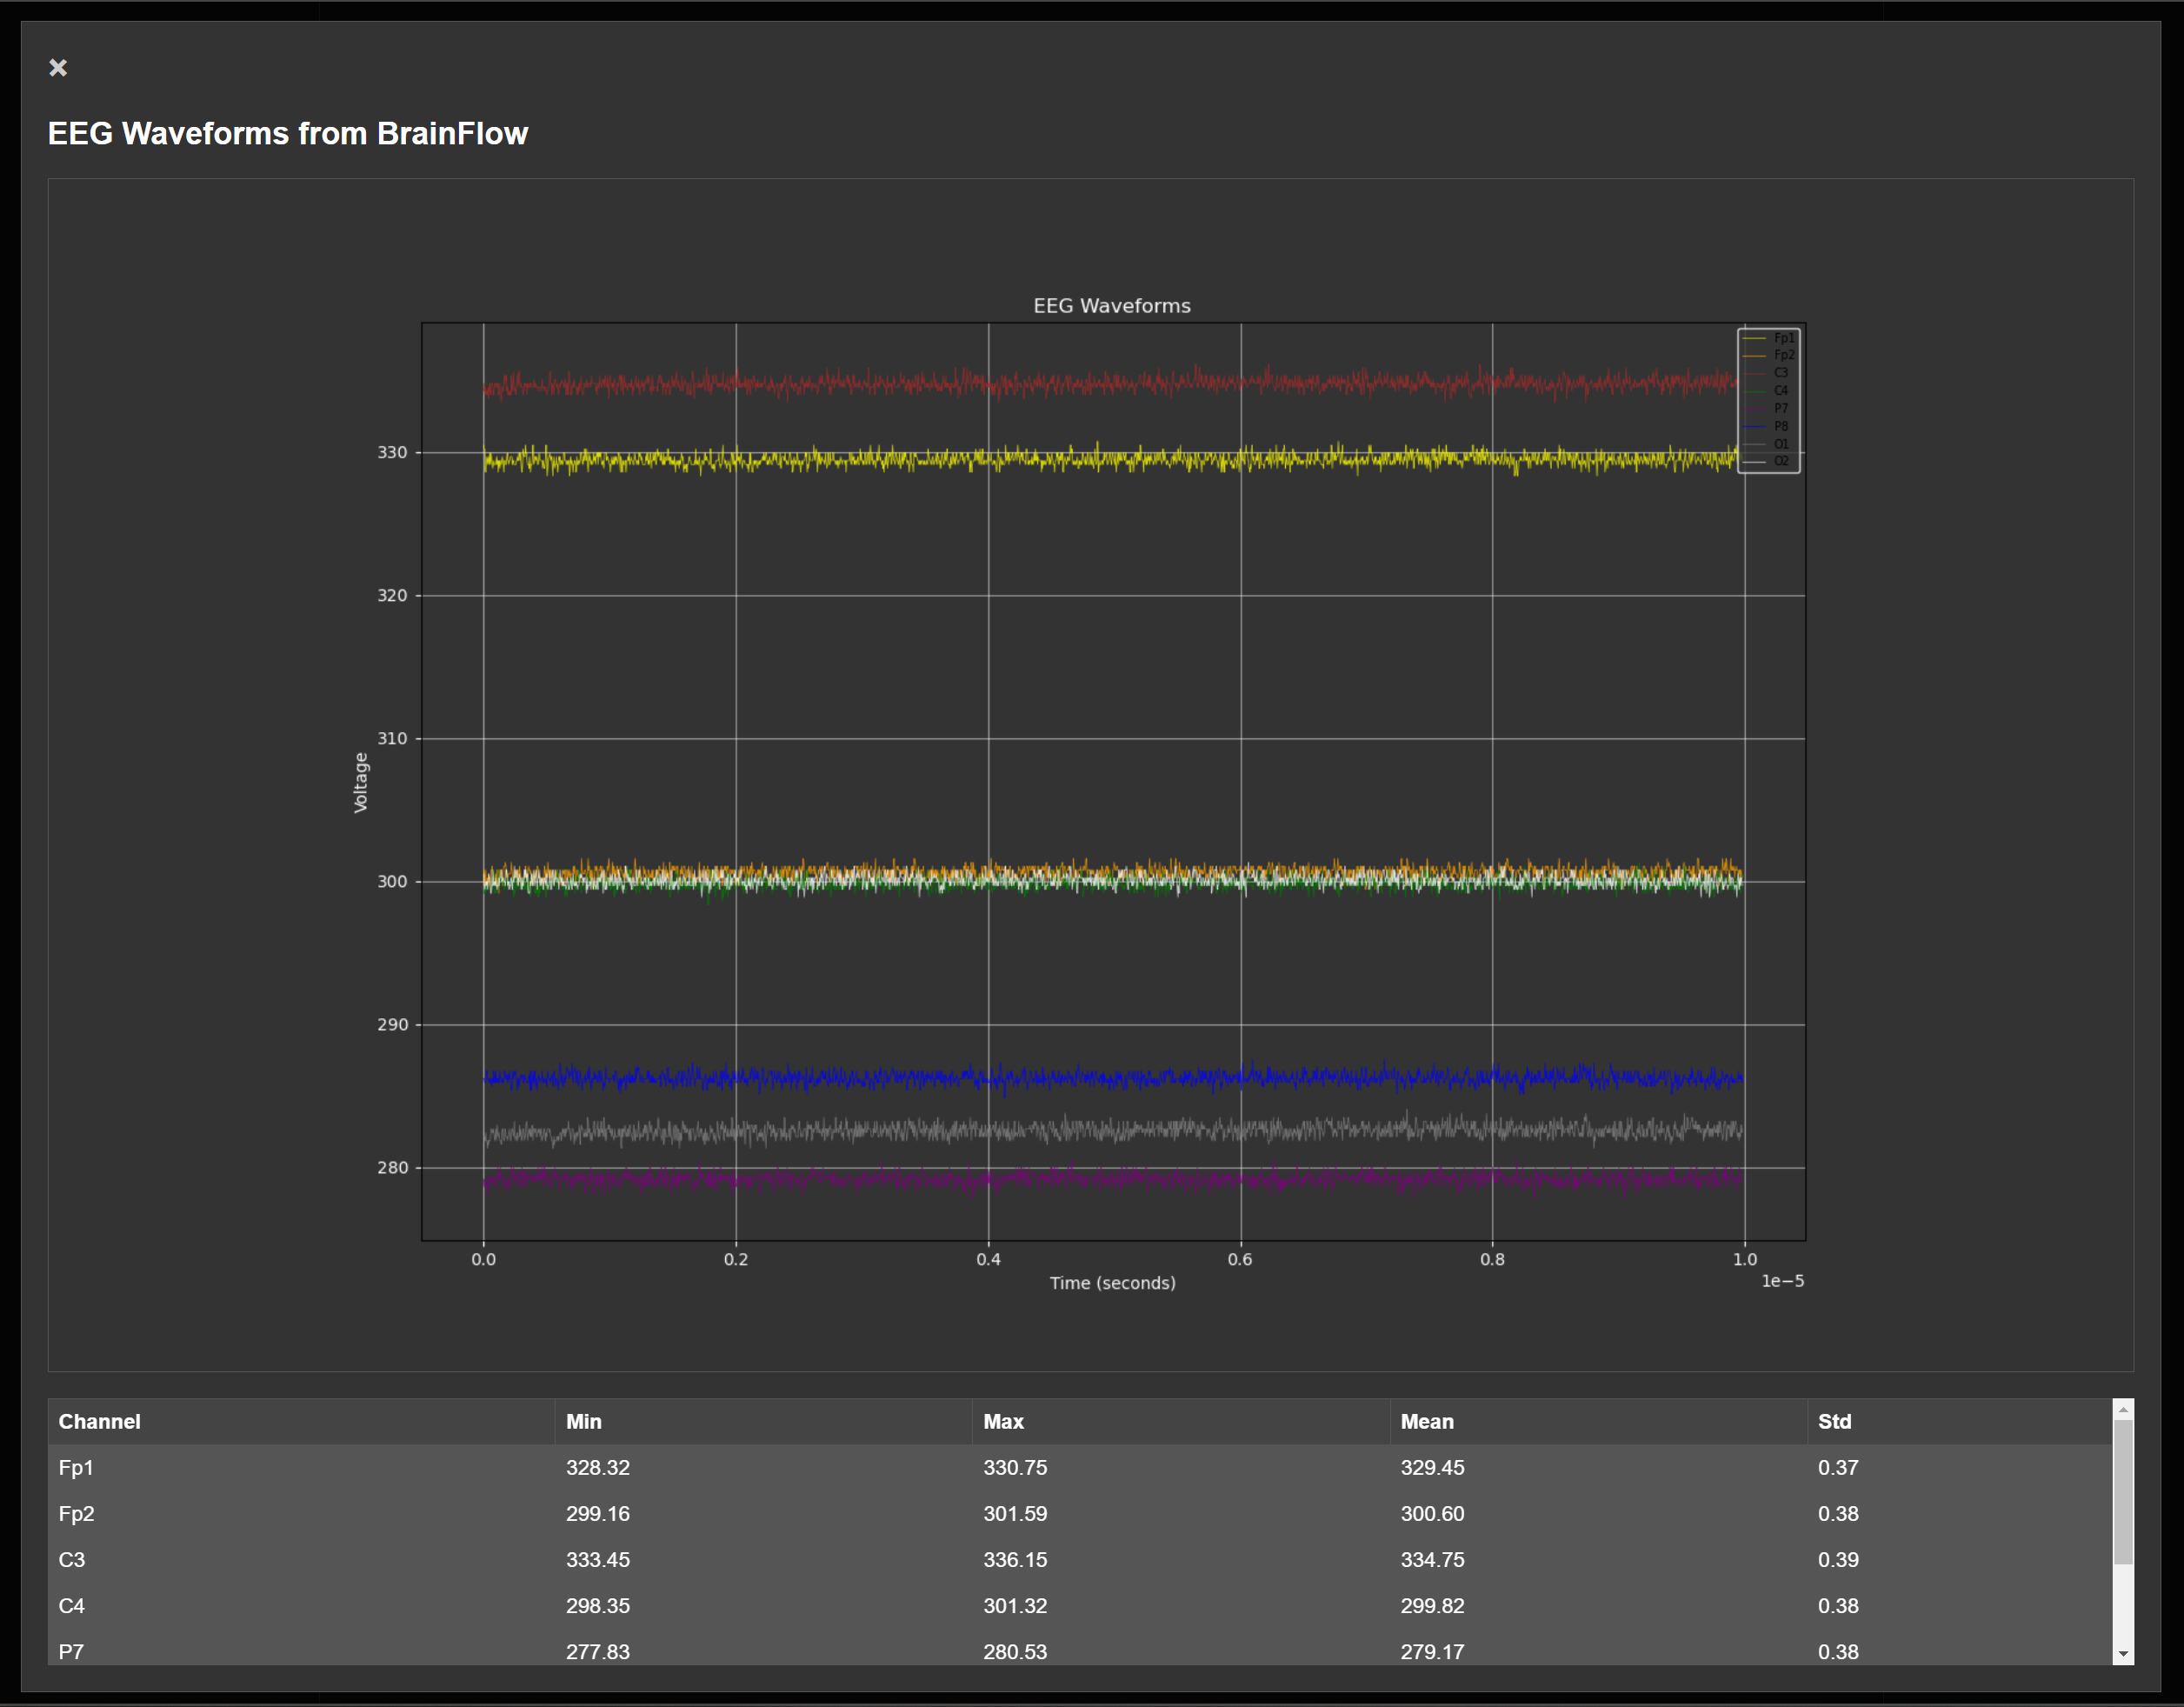 ×
EEG Waveforms from BrainFlow
EEG Waveforms
Fp1
Fp2
C3
C4
P7
P8
O1
O2
330
320
310
300
290
280
Voltage
0.0 0.2 0.4 0.6 0.8 1.0
1e−5
Time (seconds)
Channel Min Max Mean Std
Fp1 328.32 330.75 329.45 0.37
Fp2 299.16 301.59 300.60 0.38
C3 333.45 336.15 334.75 0.39
C4 298.35 301.32 299.82 0.38
P7 277.83 280.53 279.17 0.38